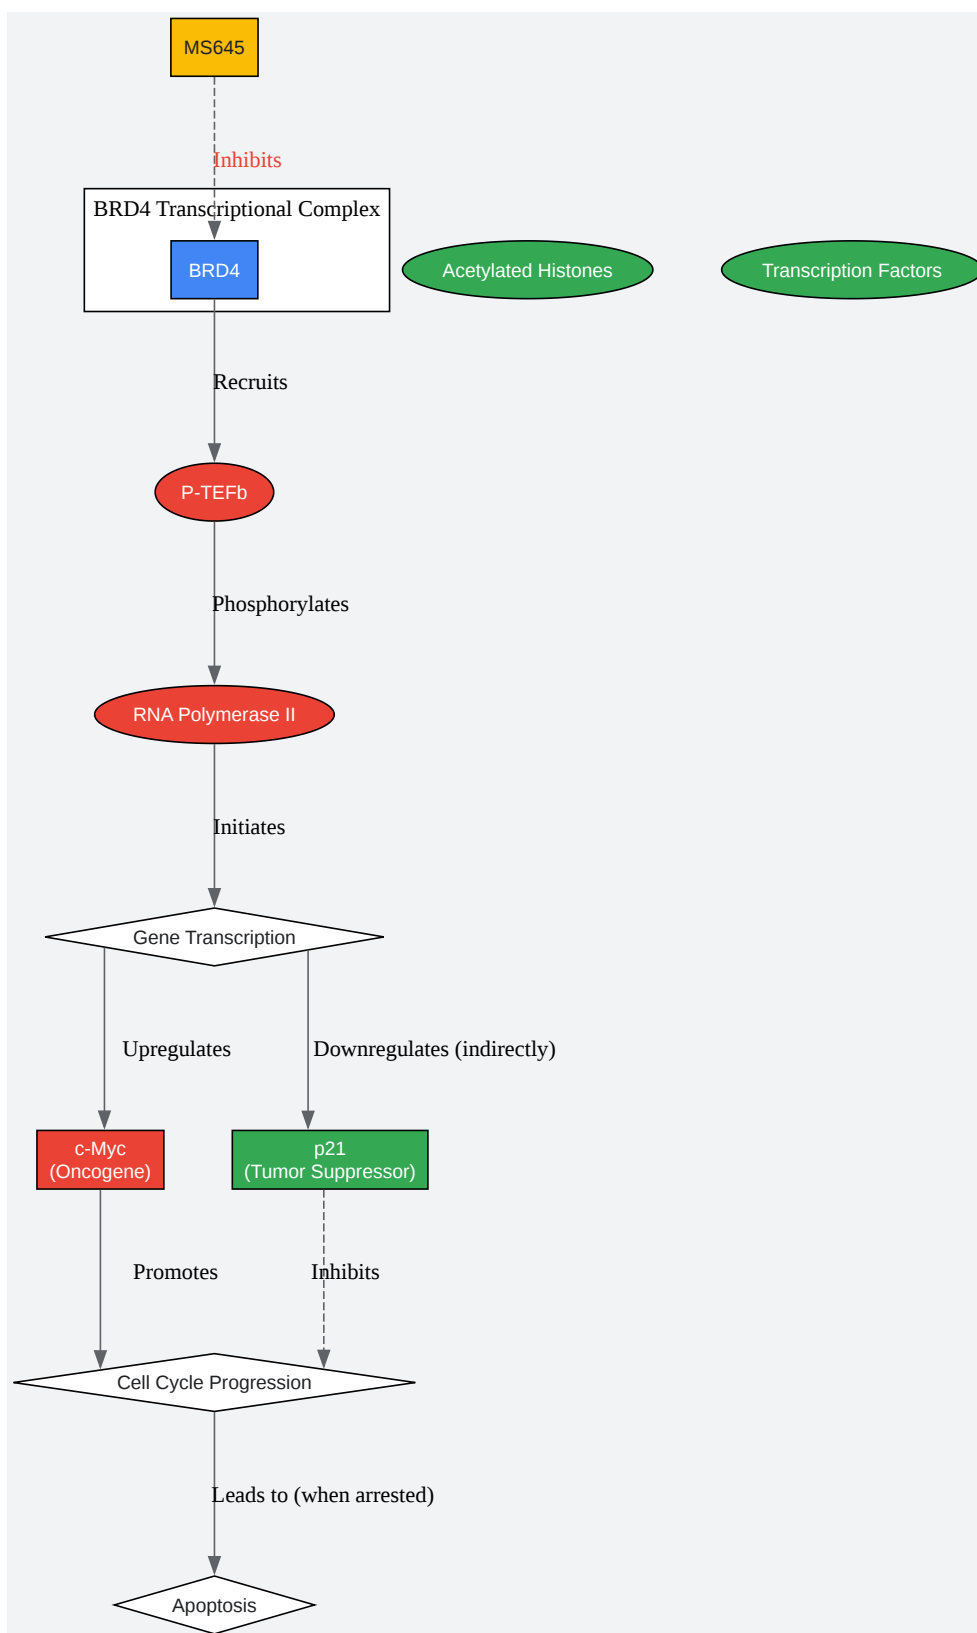 MS645
Inhibits
BRD4 Transcriptional Complex
BRD4
Acetylated Histones
Transcription Factors
Recruits
P-TEFb
Phosphorylates
RNA Polymerase II
Initiates
Gene Transcription
Upregulates
Downregulates (indirectly)
c-Myc
(Oncogene)
p21
(Tumor Suppressor)
Promotes
Inhibits
Cell Cycle Progression
Leads to (when arrested)
Apoptosis